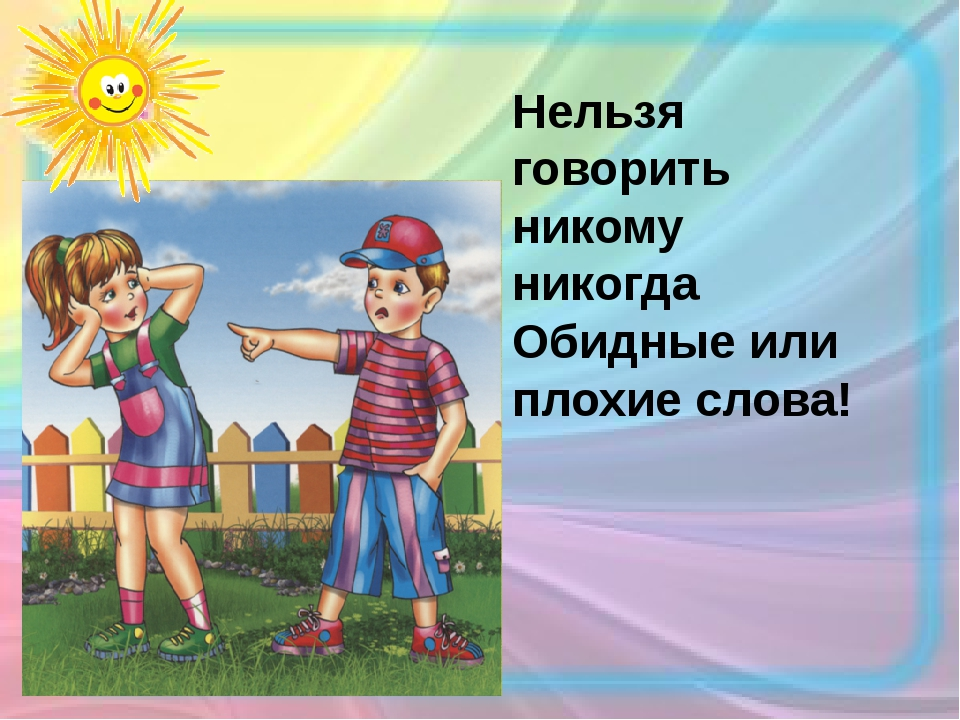 Нельзя
говорить
никому
никогда
Обидные или
плохие слова!